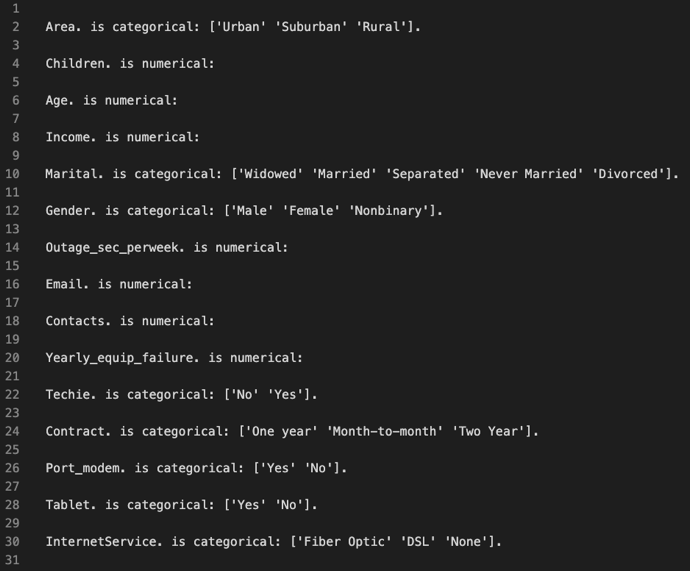 1
2 Area. is categorical: ['Urban' 'Suburban' 'Rural'].
3
4 Children. is numerical:
5
6 Age. is numerical:
7
8 Income. is numerical:
9
10 Marital. is categorical: ['Widowed' 'Married' 'Separated' 'Never Married' 'Divorced'].
11
12 Gender. is categorical: ['Male' 'Female' 'Nonbinary'].
13
14 Outage_sec_perweek. is numerical:
15
16 Email. is numerical:
17
18 Contacts. is numerical:
19
20 Yearly_equip_failure. is numerical:
21
22 Techie. is categorical: ['No' 'Yes'].
23
24 Contract. is categorical: ['One year' 'Month-to-month' 'Two Year'].
25
26 Port_modem. is categorical: ['Yes' 'No'].
27
28 Tablet. is categorical: ['Yes' 'No'].
29
30 InternetService. is categorical: ['Fiber Optic' 'DSL' 'None'].
31